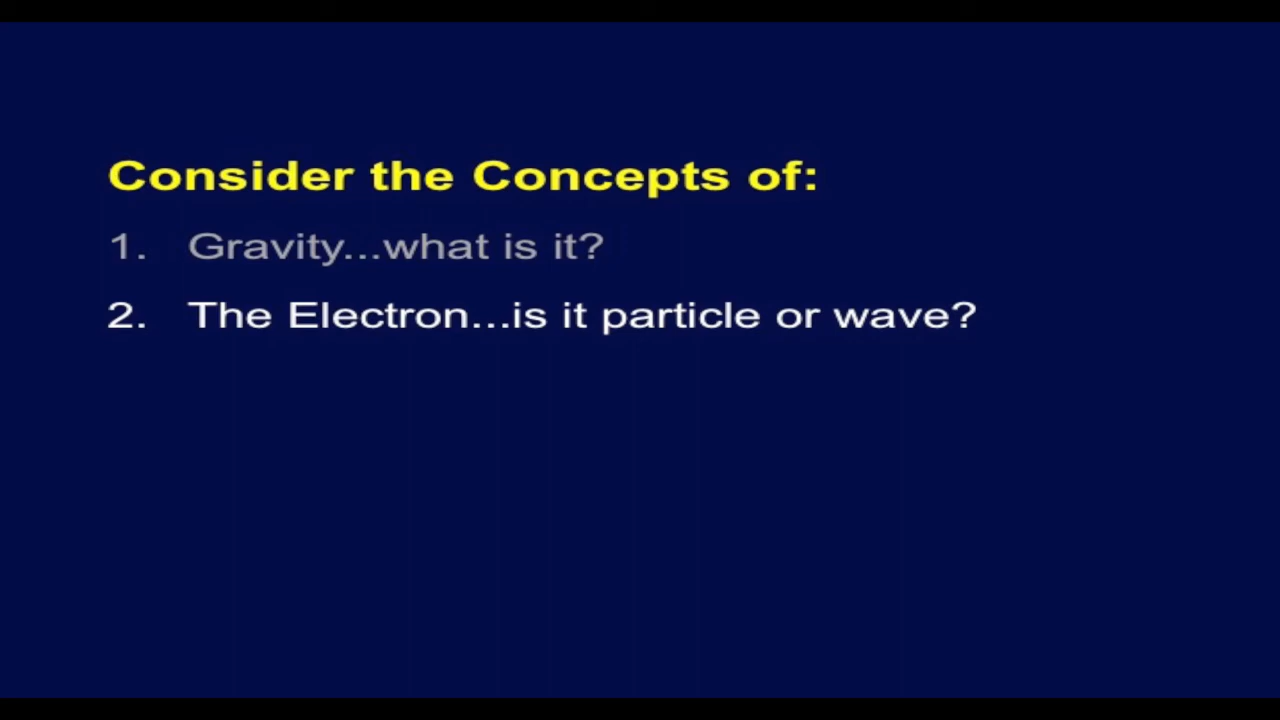 Consider the Concepts of:
1. Gravity...what is it?
2. The Electron...is it particle or wave?